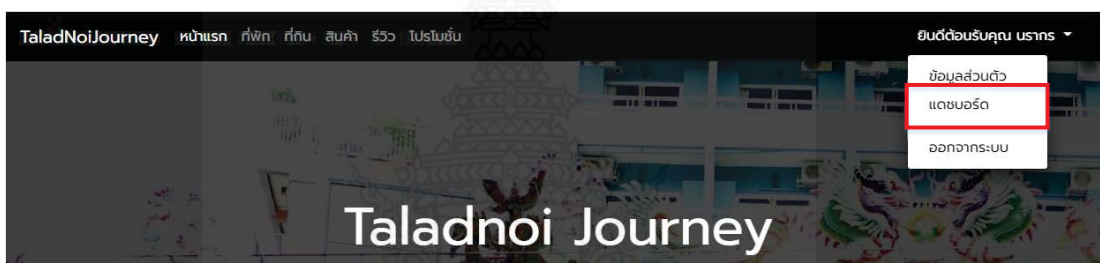 TaladNoiJourney หน้าแรก ที่พัก ที่กิน สินค้า รีวิว โปรโมชั่น ยินดีต้อนรับคุณ นรากร
ข้อมูลส่วนตัว
แดชบอร์ด
ออกจากระบบ
Taladnoi Journey